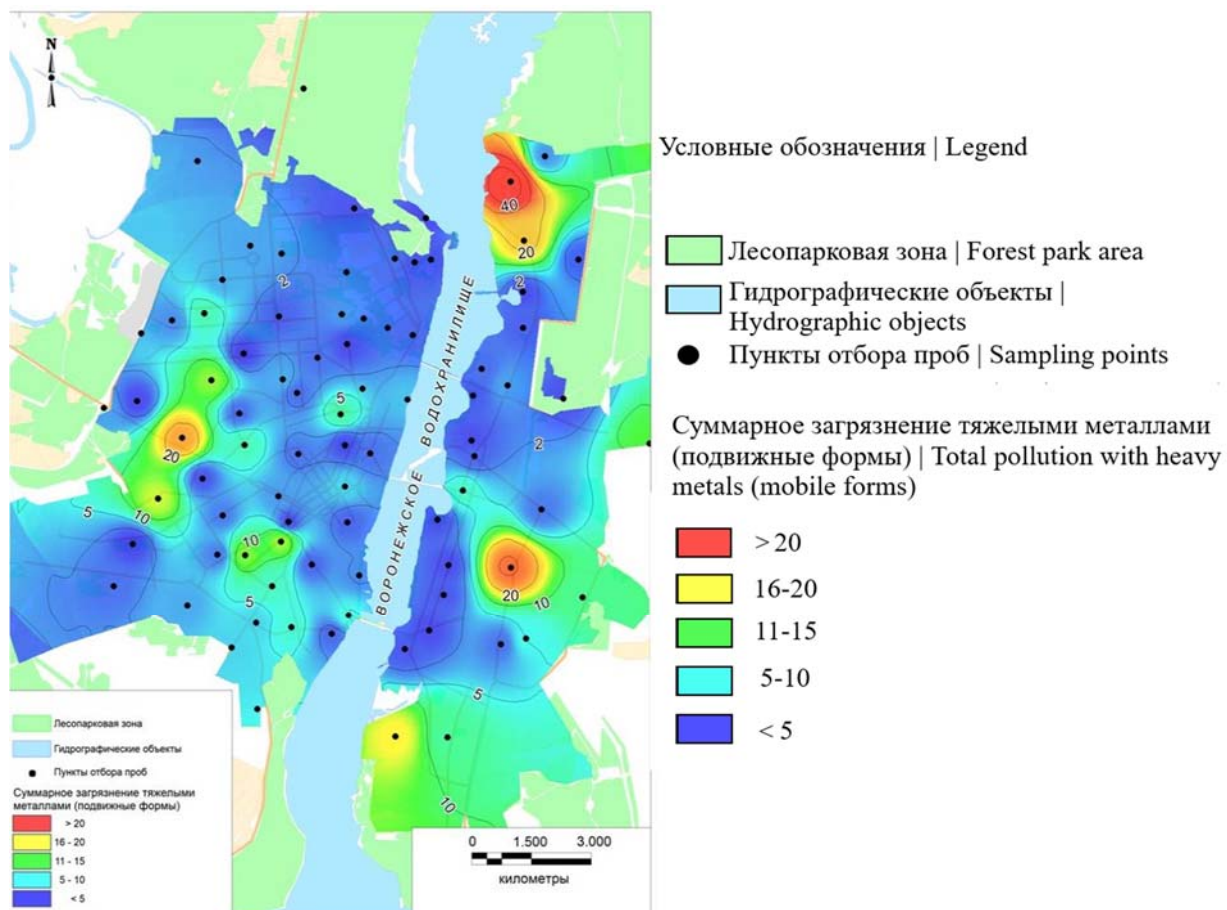 N
40
20
2
2
ВОРОНЕЖСКОЕ ВОДОХРАНИЛИЩЕ
5
2
20
5
10
10
20
10
5
5
10
Лесопарковая зона
Гидрографические объекты
Пункты отбора проб
Суммарное загрязнение тяжелыми
металлами (подвижные формы)
> 20
16 - 20
11 - 15
5 - 10
< 5
0 1.500 3.000
километры
Условные обозначения | Legend
Лесопарковая зона | Forest park area
Гидрографические объекты |
Hydrographic objects
Пункты отбора проб | Sampling points
Суммарное загрязнение тяжелыми металлами
(подвижные формы) | Total pollution with heavy
metals (mobile forms)
> 20
16-20
11-15
5-10
< 5